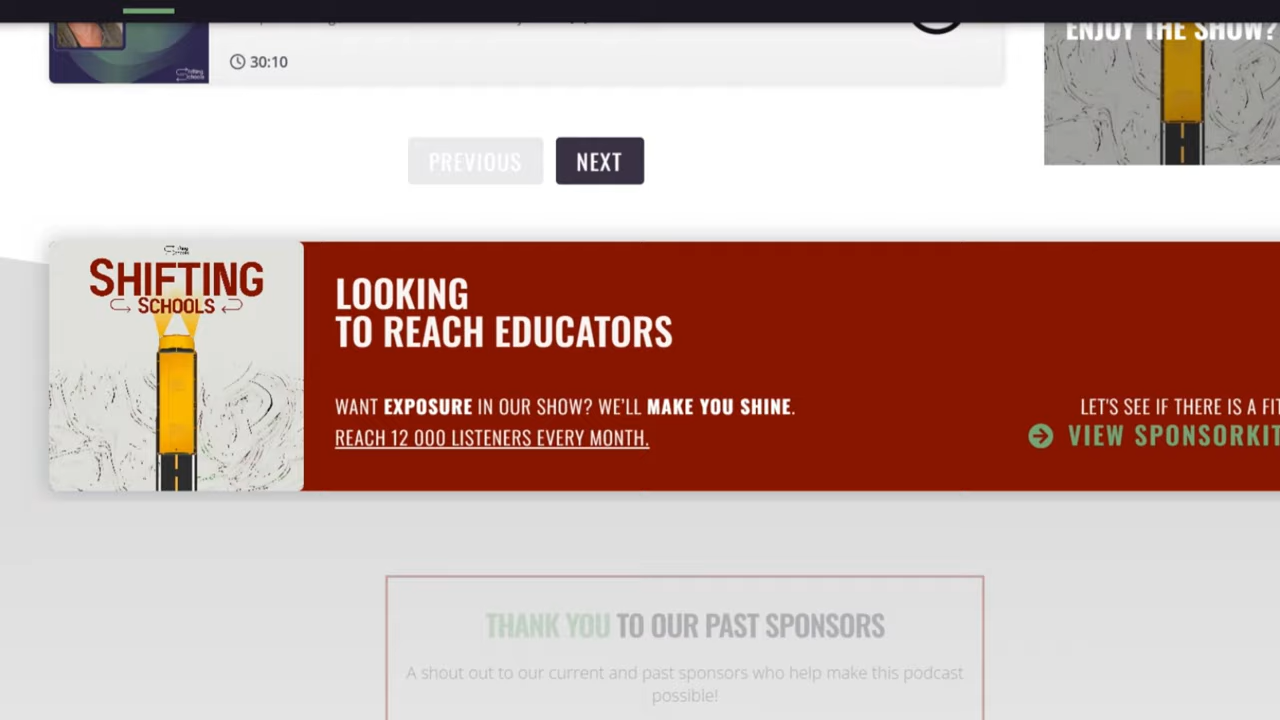 ENJOY THE SHOW?
30:10
PREVIOUS
NEXT
SHIFTING
SCHOOLS
LOOKING
TO REACH EDUCATORS
WANT EXPOSURE IN OUR SHOW? WE'LL MAKE YOU SHINE.
REACH 12 000 LISTENERS EVERY MONTH.
LET'S SEE IF THERE IS A FIT
VIEW SPONSORKIT
THANK YOU TO OUR PAST SPONSORS
A shout out to our current and past sponsors who help make this podcast
possible!